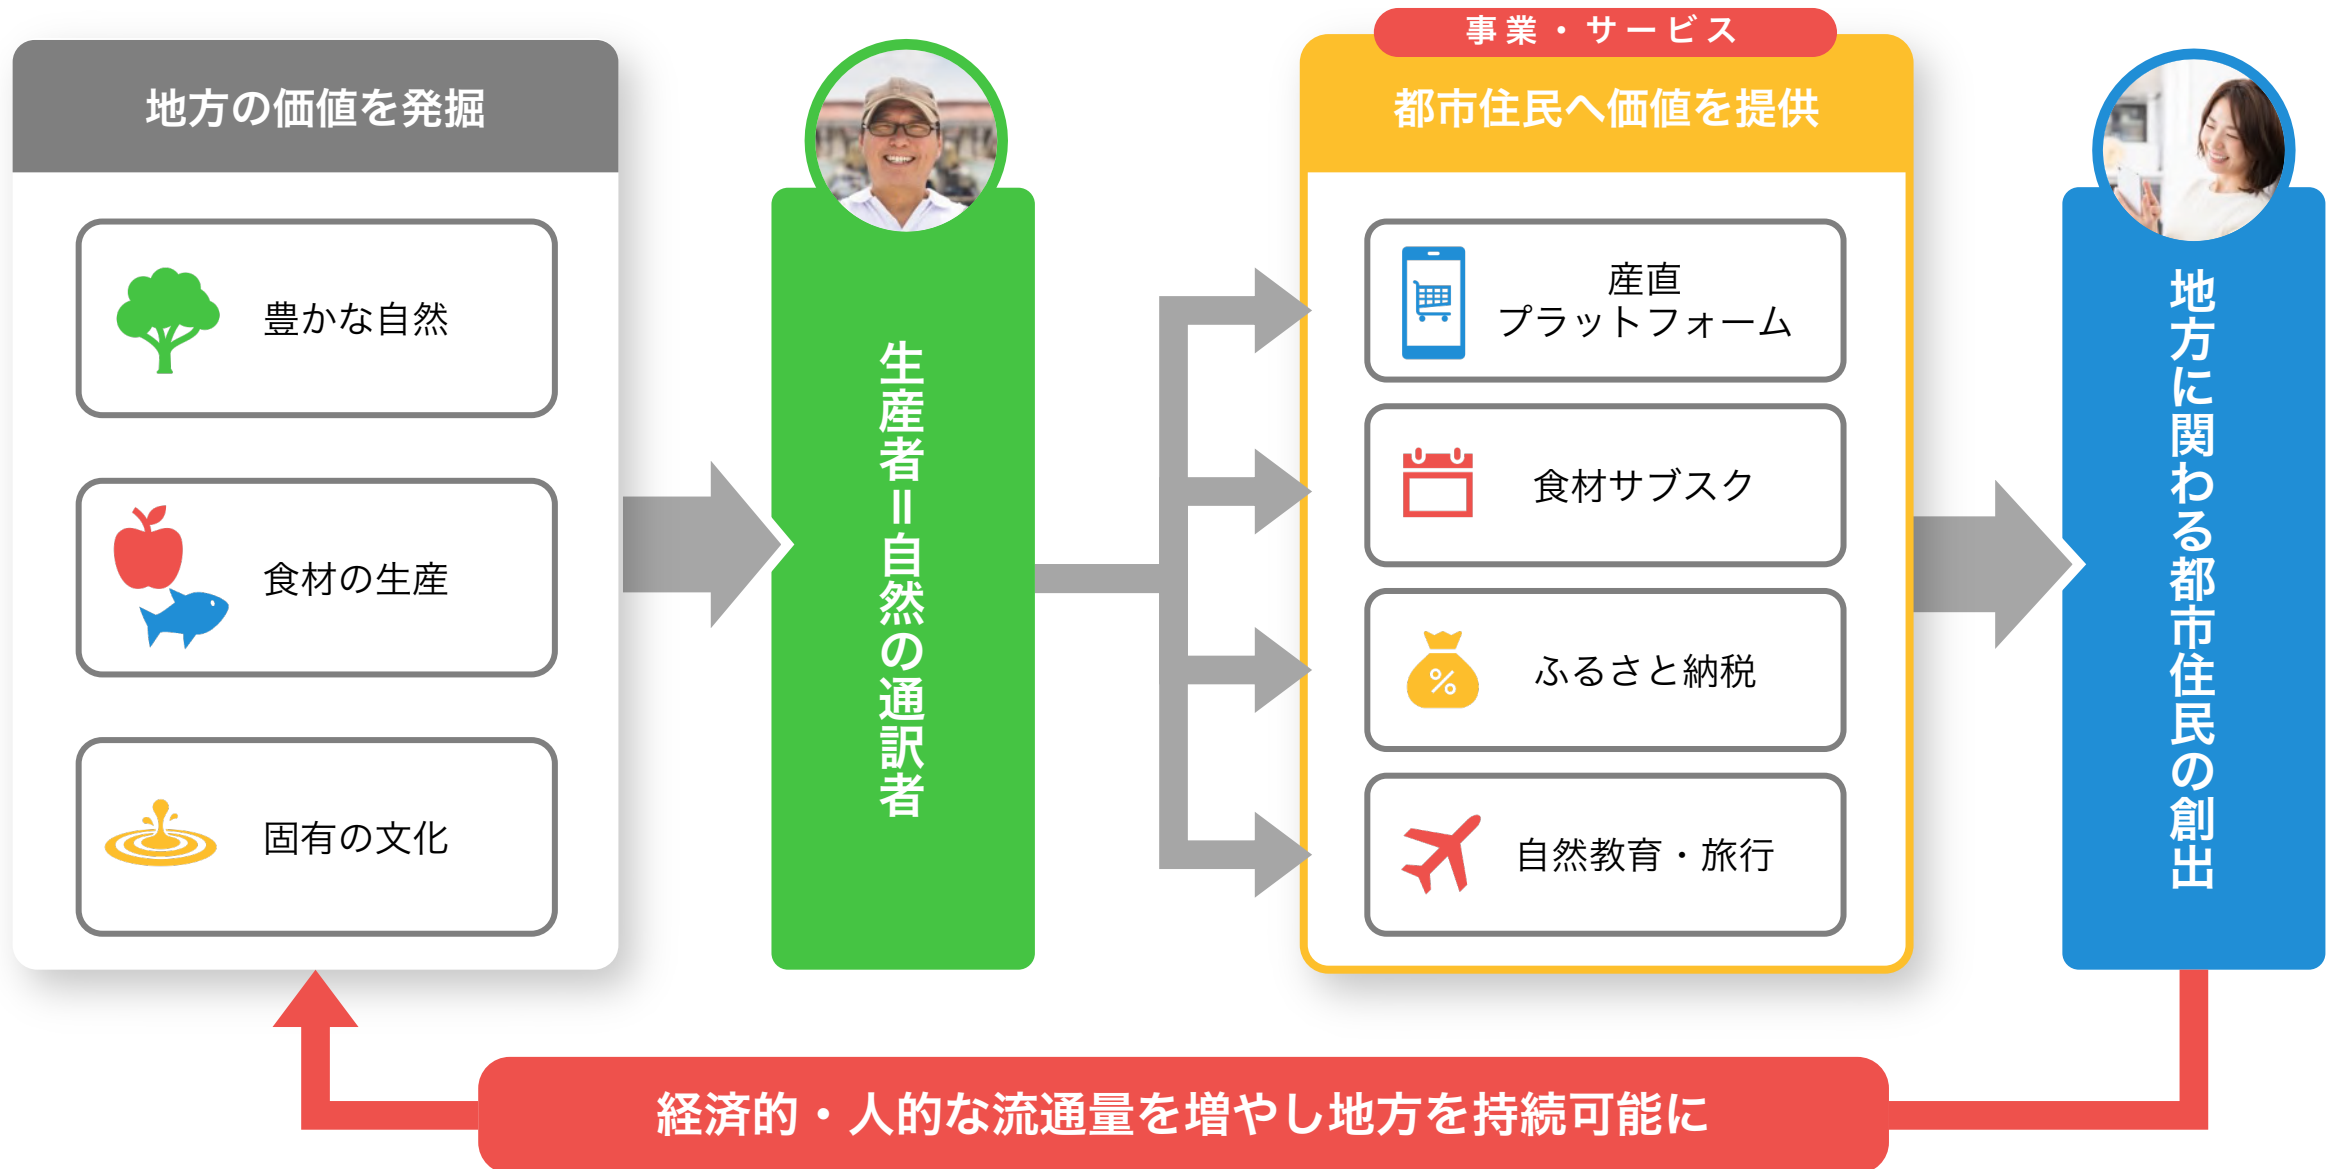 地方の価値を発掘
豊かな自然
食材の生産
固有の文化
生産者＝自然の通訳者
事業・サービス
都市住民へ価値を提供
産直
プラットフォーム
食材サブスク
ふるさと納税
自然教育・旅行
地方に関わる都市住民の創出
経済的・人的な流通量を増やし地方を持続可能に